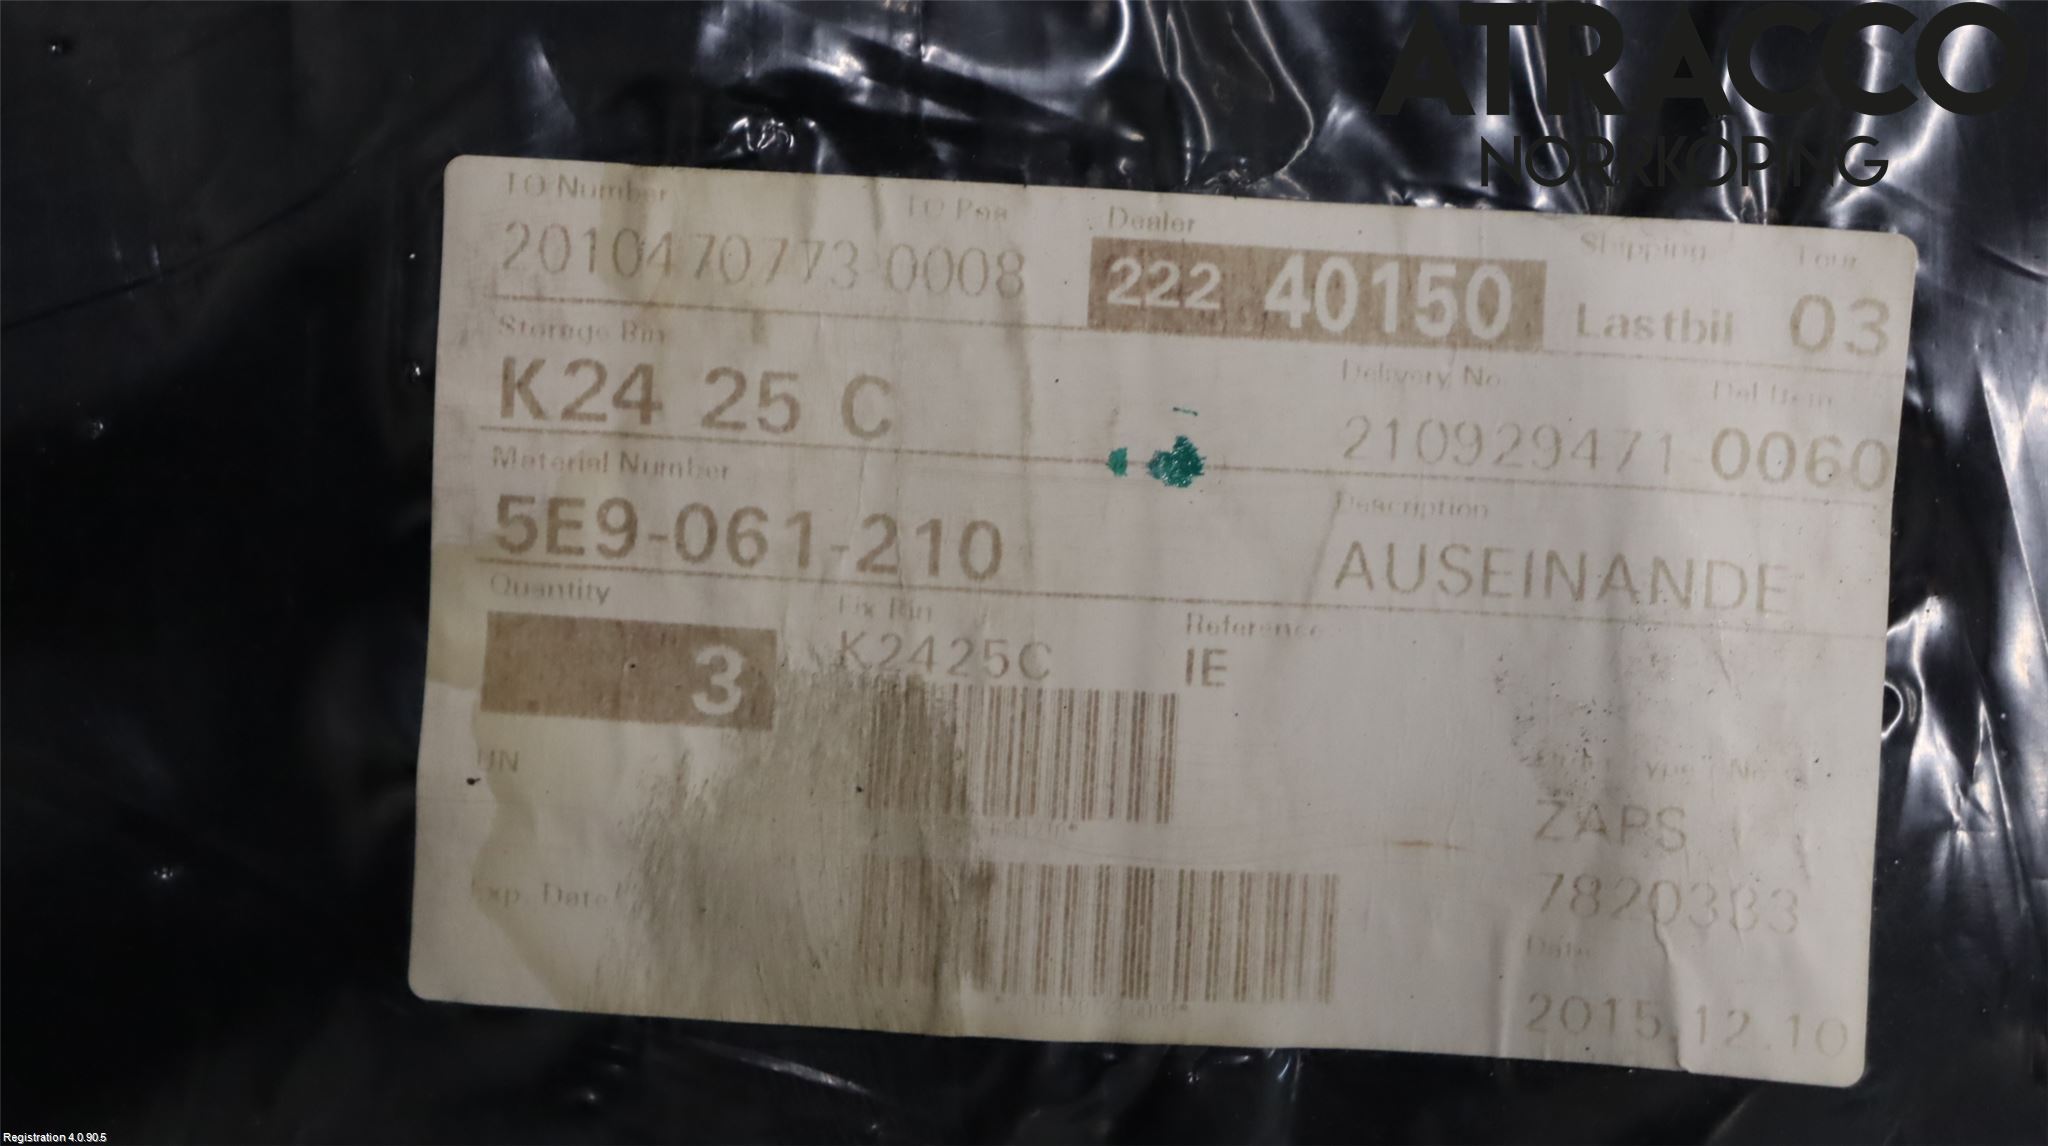 ATRACCO
NORRKÖPING
TO Number TO Pos Dealer Shipping Tour
2010470773 0008 222 40150 Lastbil 03
Storage Bin Delivery No Del Item
K24 25 C 210929471 0060
Material Number Description
5E9-061-210 AUSEINANDE
Quantity Fix Bin Reference
3 K2425C IE
UN
ZAPS
Exp. Date 7820333
Date
2015.12.10
Registration 4.0.90.5